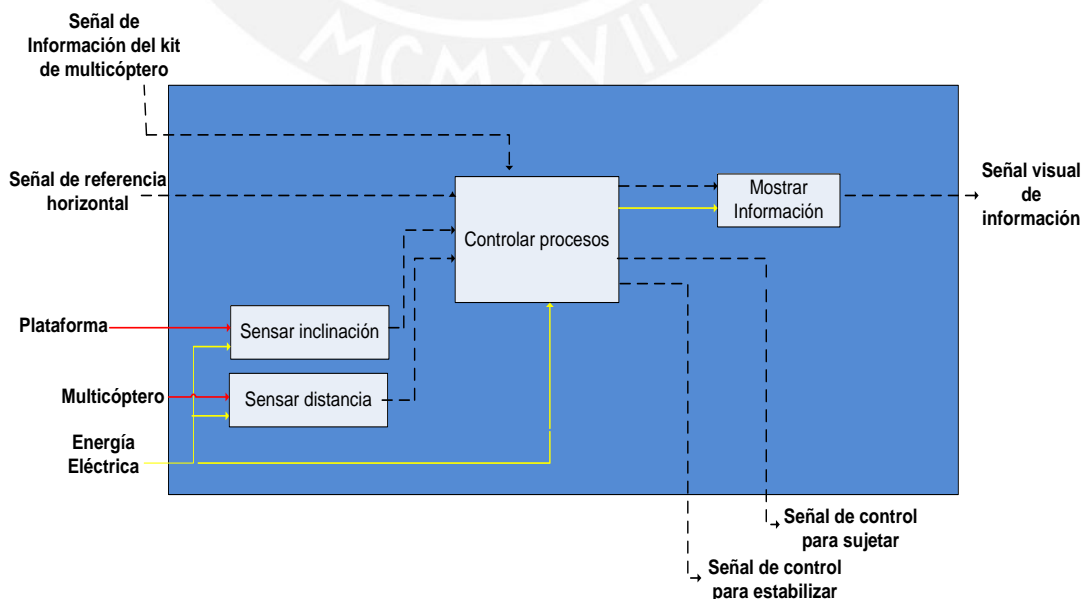 MCMXVII
Señal de
Información del kit
de multicóptero
Señal de referencia
horizontal
Controlar procesos
Mostrar
Información
Señal visual
de
información
Plataforma
Sensar inclinación
Multicóptero
Sensar distancia
Energía
Eléctrica
Señal de control
para sujetar
Señal de control
para estabilizar